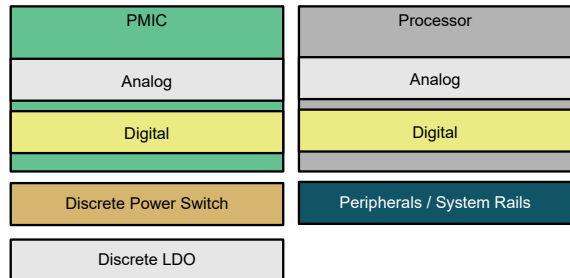 PMIC
Analog
Digital
Discrete Power Switch
Discrete LDO
Processor
Analog
Digital
Peripherals / System Rails